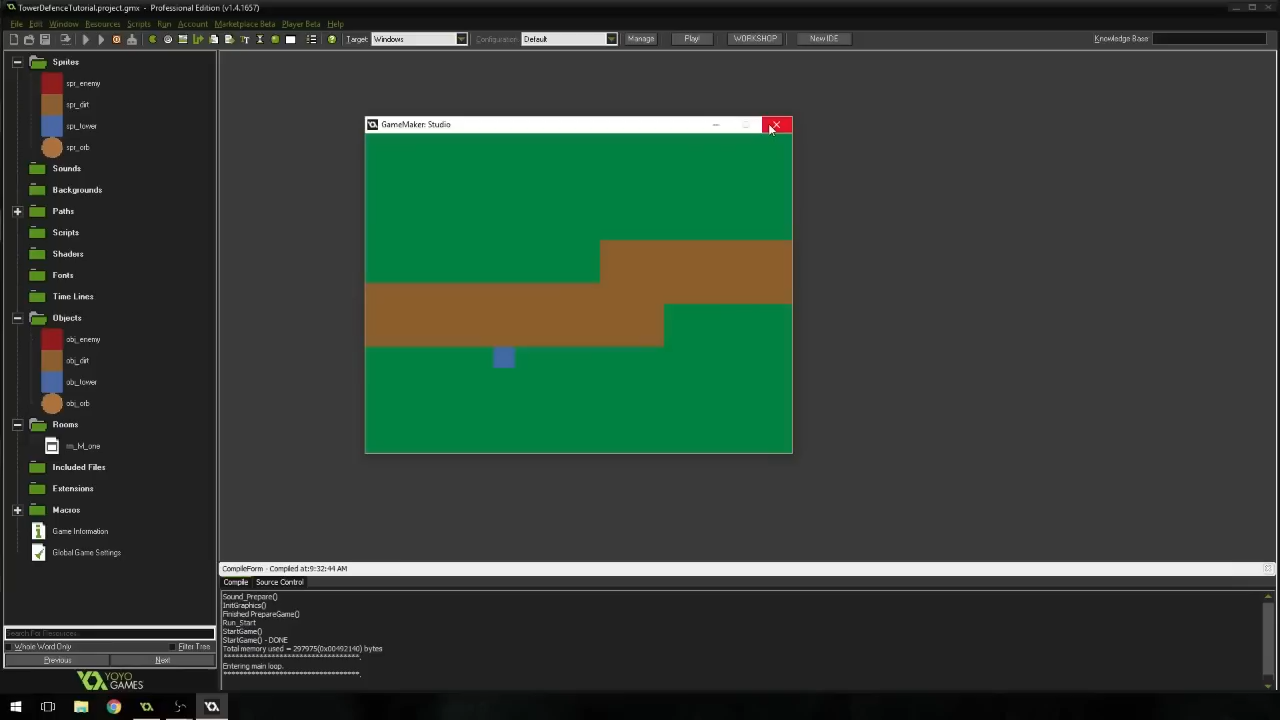 TowerDefenceTutorial.project.gmx - Professional Edition (v1.4.1657)
File Edit Window Resources Scripts Run Account Marketplace Beta Player Beta Help
Target: Windows Configuration: Default Manage Play! WORKSHOP New IDE Knowledge Base:
Sprites
spr_enemy
spr_dirt
spr_tower
spr_orb
Sounds
Backgrounds
Paths
Scripts
Shaders
Fonts
Time Lines
Objects
obj_enemy
obj_dirt
obj_tower
obj_orb
Rooms
rm_M_one
Included Files
Extensions
Macros
Game Information
Global Game Settings
Search For Resources
Whole Word Only Filter Tree
Previous Next
YOYO
GAMES
GameMaker: Studio
CompileForm - Compiled at:9:32:44 AM
Compile Source Control
Sound_Prepare()
InitGraphics()
Finished PrepareGame()
Run_Start
StartGame()
StartGame() - DONE
Total memory used = 297975(0x00492140) bytes
**********************************.
Entering main loop.
**********************************.